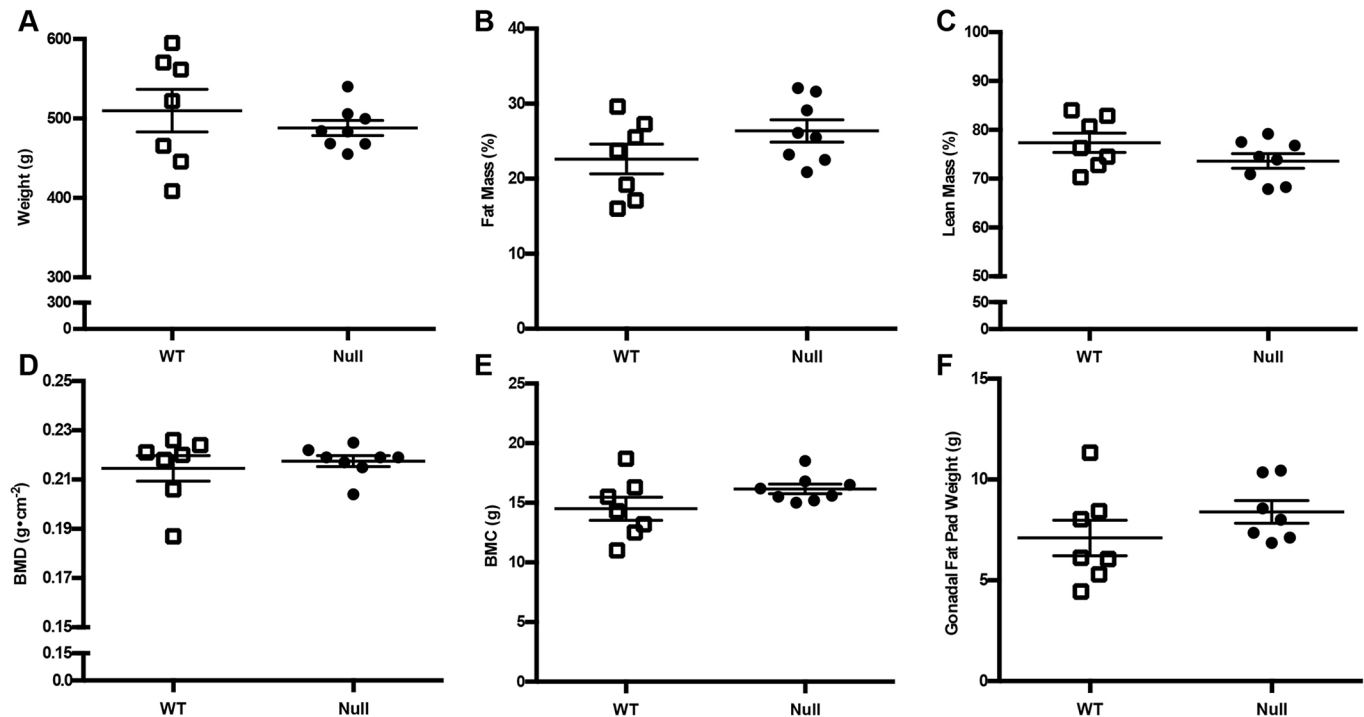 A
Weight (g)
600
500
400
300
300
0
WT
Null
B
Fat Mass (%)
40
30
20
10
0
WT
Null
C
Lean Mass (%)
100
90
80
70
60
50
50
0
WT
Null
D
BMD (g•cm-2)
0.25
0.23
0.21
0.19
0.17
0.15
0.15
0.0
WT
Null
E
BMC (g)
25
20
15
10
5
0
WT
Null
F
Gonadal Fat Pad Weight (g)
15
10
5
0
WT
Null